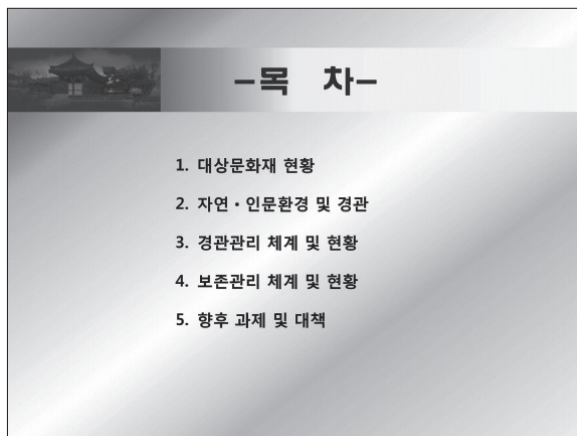 -목 차-
1. 대상문화재 현황
2. 자연·인문환경 및 경관
3. 경관관리 체계 및 현황
4. 보존관리 체계 및 현황
5. 향후 과제 및 대책